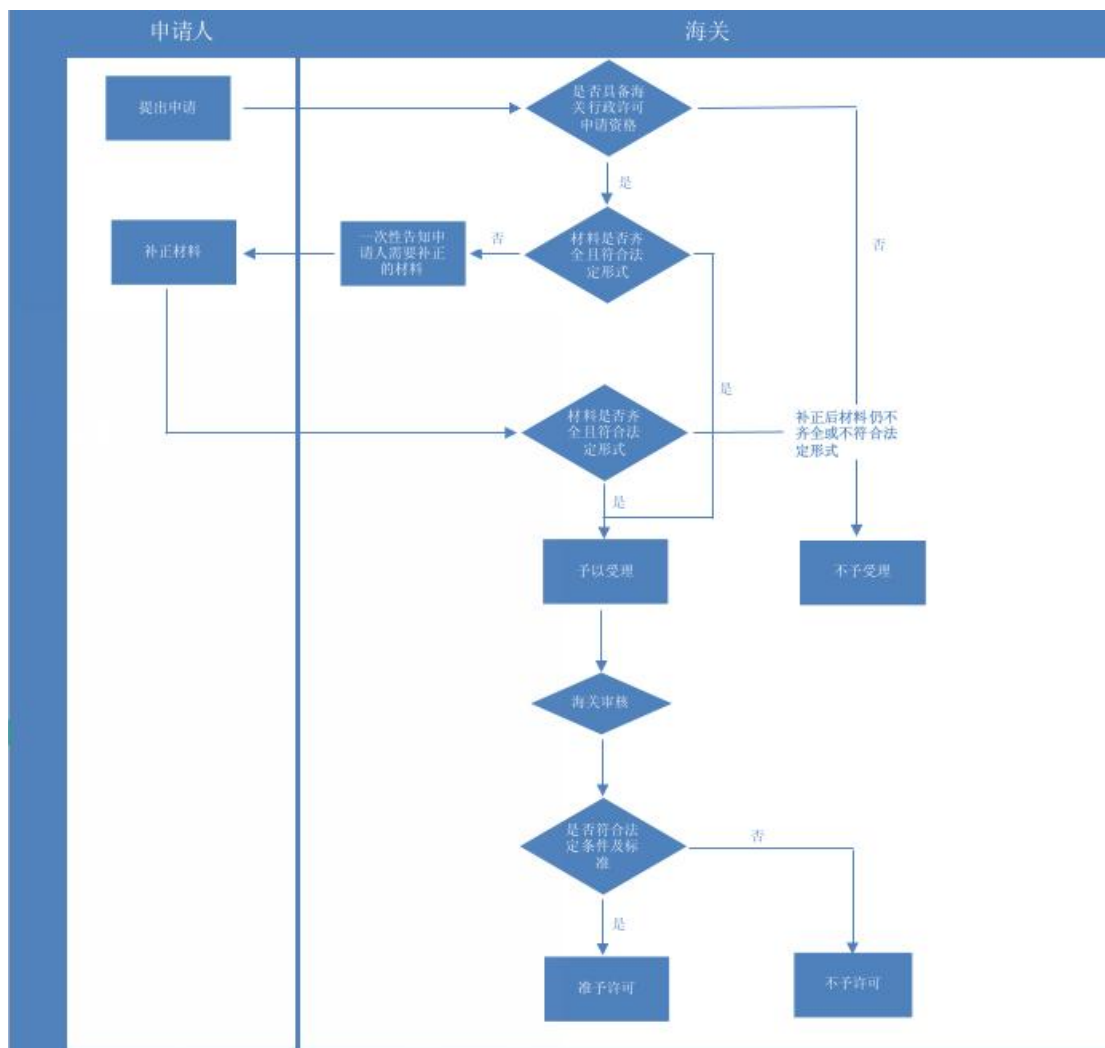 申请人
海关
提出申请
是否具备海
关行政许可
申请资格
是
否
补正材料
一次性告知申
请人需要补正
的材料
否
材料是否齐
全且符合法
定形式
是
材料是否齐
全且符合法
定形式
补正后材料仍不
齐全或不符合法
定形式
是
予以受理
不予受理
海关审核
是否符合法
定条件及标
准
否
是
准予许可
不予许可